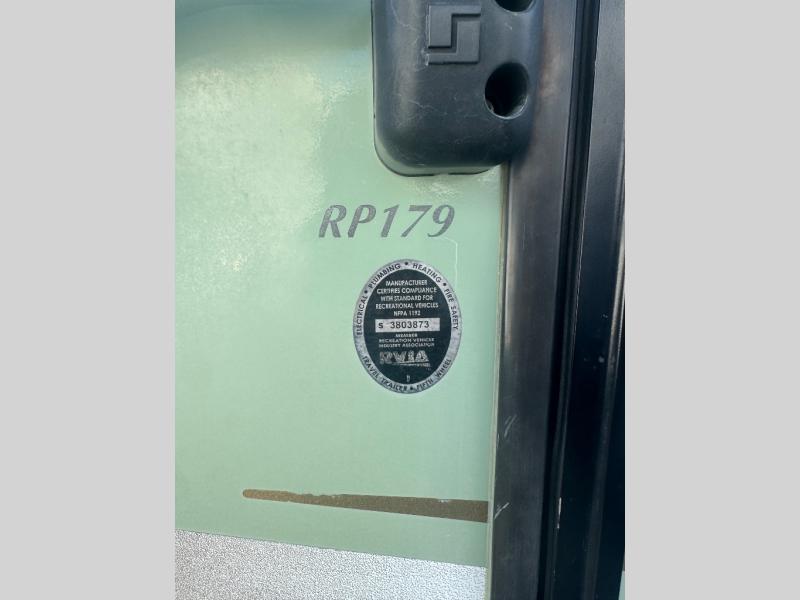 RP179
ELECTRICAL • PLUMBING • HEATING • FIRE SAFETY
MANUFACTURER
CERTIFIES COMPLIANCE
WITH STANDARD FOR
RECREATIONAL VEHICLES
NFPA 1192
S 3803873
MEMBER
RECREATION VEHICLE
INDUSTRY ASSOCIATION
RVIA
TRAVEL TRAILER & FIFTH WHEEL